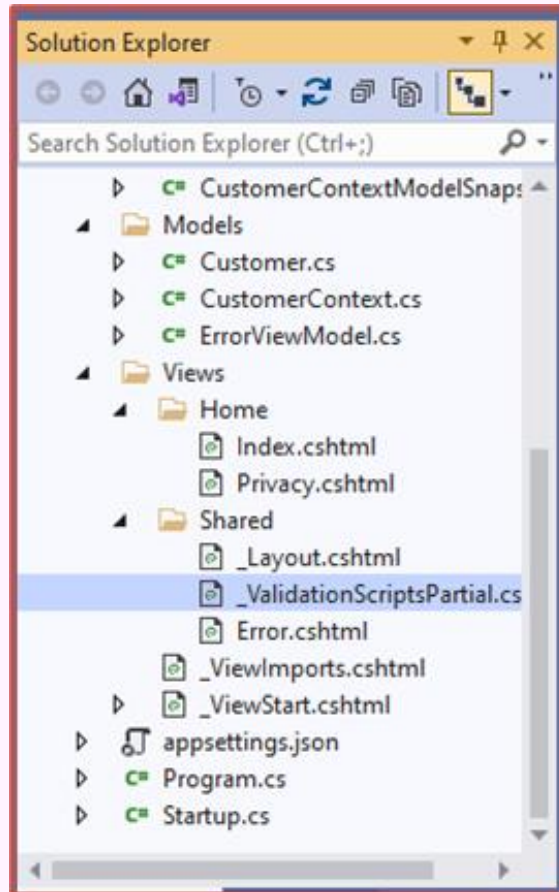 Solution Explorer
Search Solution Explorer (Ctrl+;)
C# CustomerContextModelSnaps
Models
C# Customer.cs
C# CustomerContext.cs
C# ErrorViewModel.cs
Views
Home
Index.cshtml
Privacy.cshtml
Shared
_Layout.cshtml
_ValidationScriptsPartial.cs
Error.cshtml
_ViewImports.cshtml
_ViewStart.cshtml
appsettings.json
C# Program.cs
C# Startup.cs